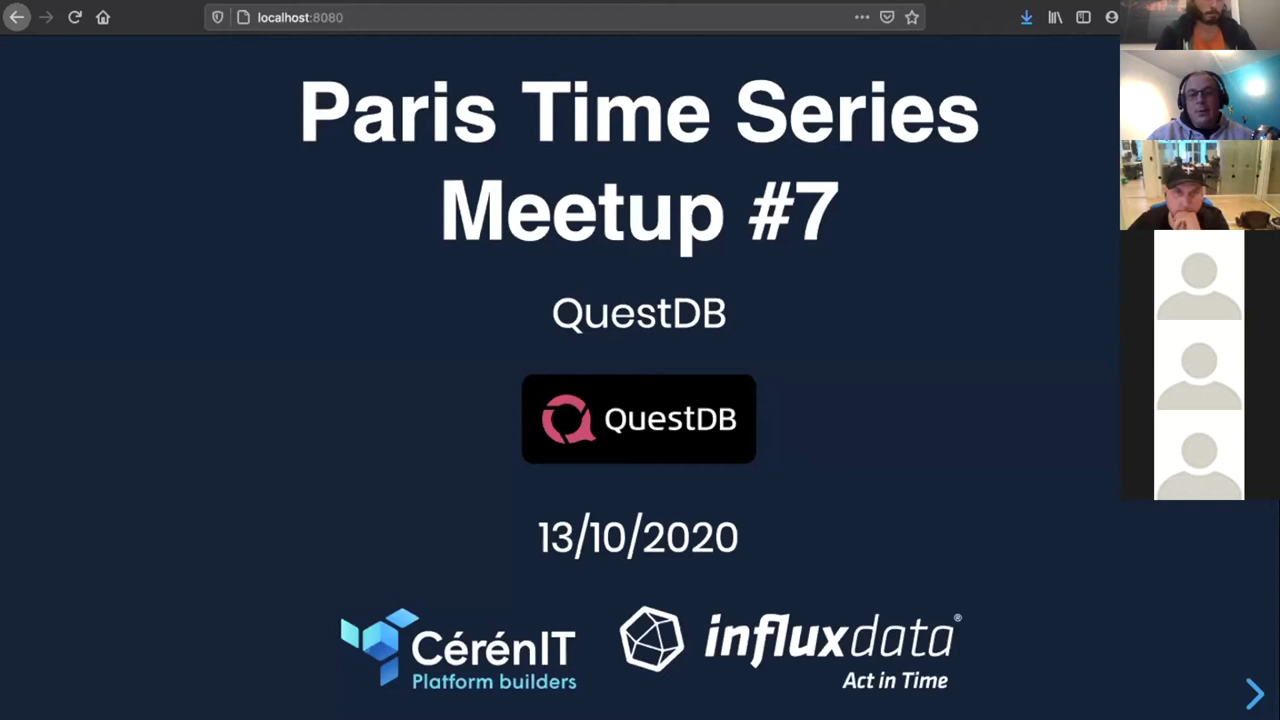 localhost:8080
Paris Time Series
Meetup #7
QuestDB
QuestDB
13/10/2020
CérénIT
Platform builders
influxdata®
Act in Time